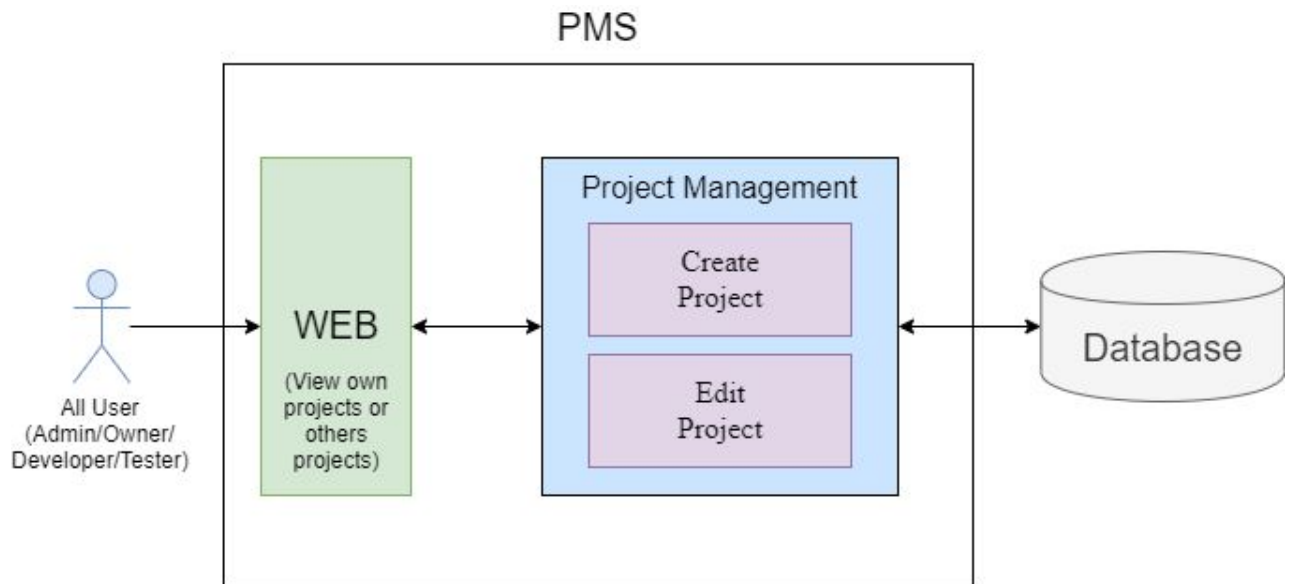 PMS
WEB
(View own
projects or
others
projects)
Project Management
Create
Project
Edit
Project
Database
All User
(Admin/Owner/
Developer/Tester)